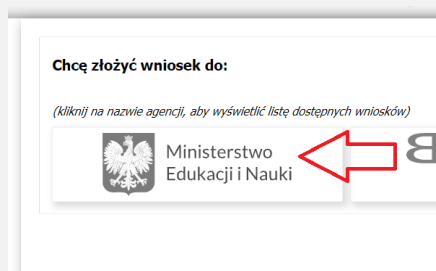 Chcę złożyć wniosek do:
(kliknij na nazwie agencji, aby wyświetlić listę dostępnych wniosków)
Ministerstwo
Edukacji i Nauki